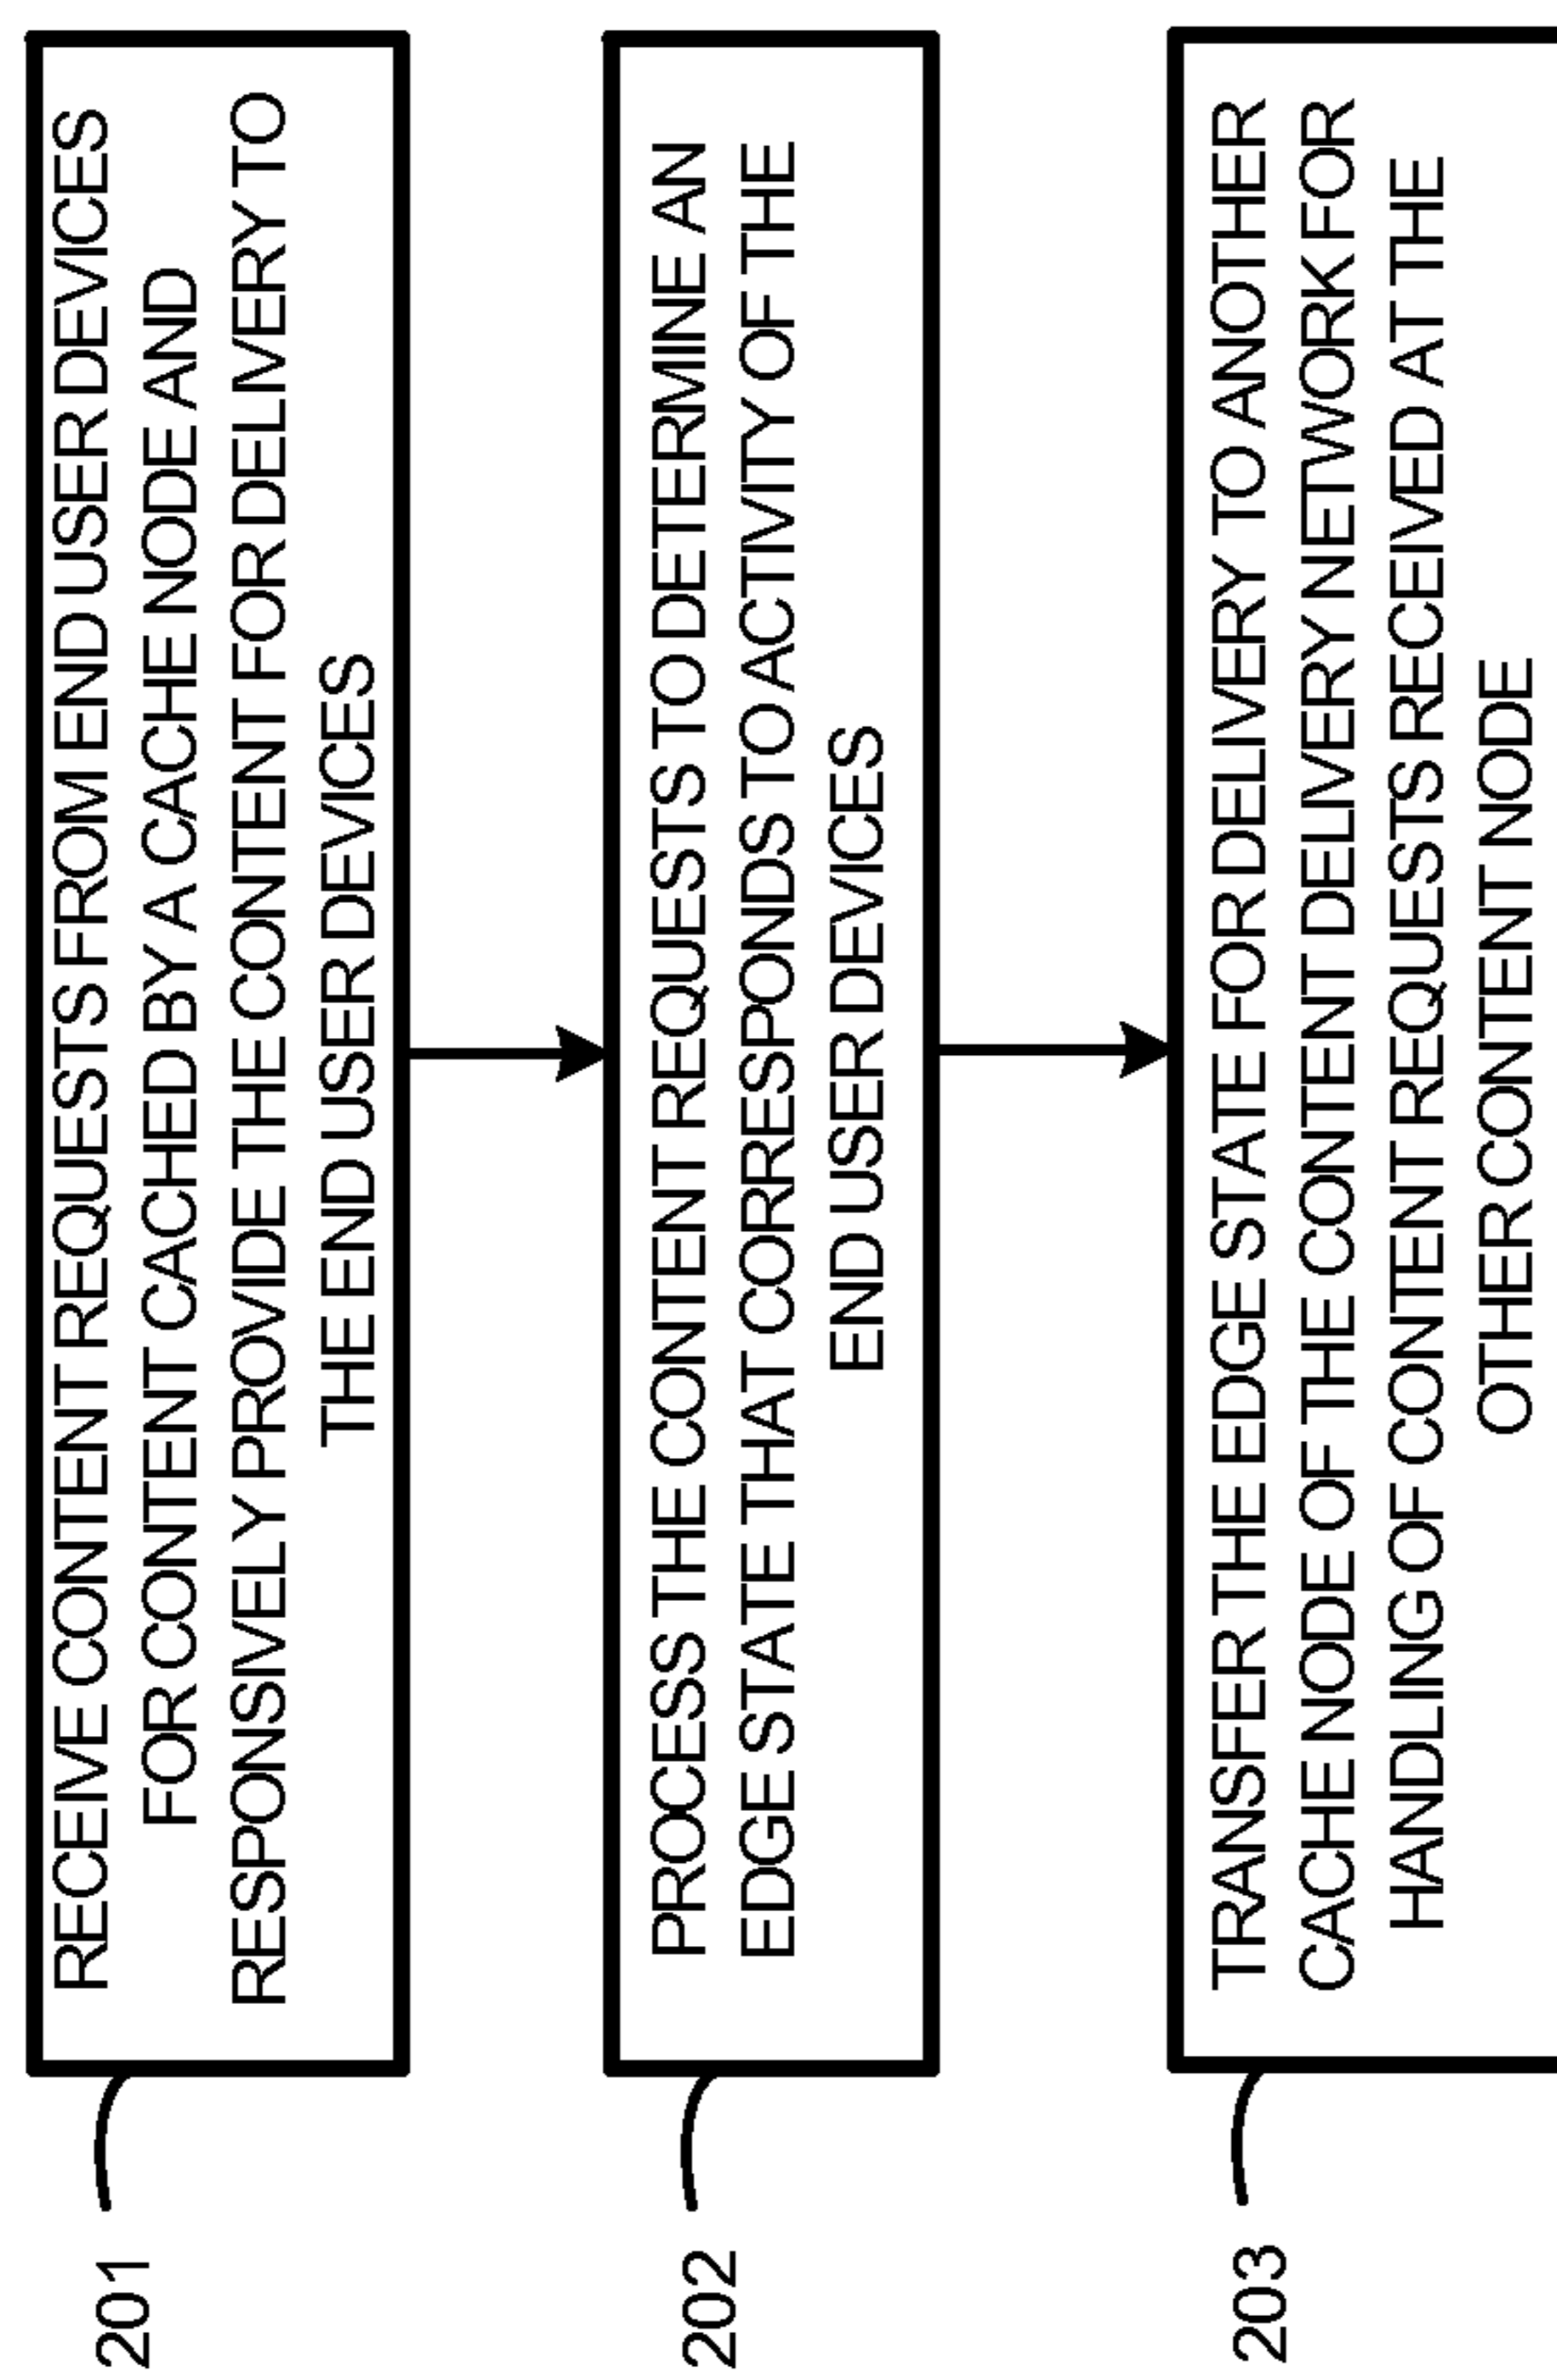 201
RECEIVE CONTENT REQUESTS FROM END USER DEVICES
FOR CONTENT CACHED BY A CACHE NODE AND
RESPONSIVELY PROVIDE THE CONTENT FOR DELIVERY TO
THE END USER DEVICES
202
PROCESS THE CONTENT REQUESTS TO DETERMINE AN
EDGE STATE THAT CORRESPONDS TO ACTIVITY OF THE
END USER DEVICES
203
TRANSFER THE EDGE STATE FOR DELIVERY TO ANOTHER
CACHE NODE OF THE CONTENT DELIVERY NETWORK FOR
HANDLING OF CONTENT REQUESTS RECEIVED AT THE
OTHER CONTENT NODE